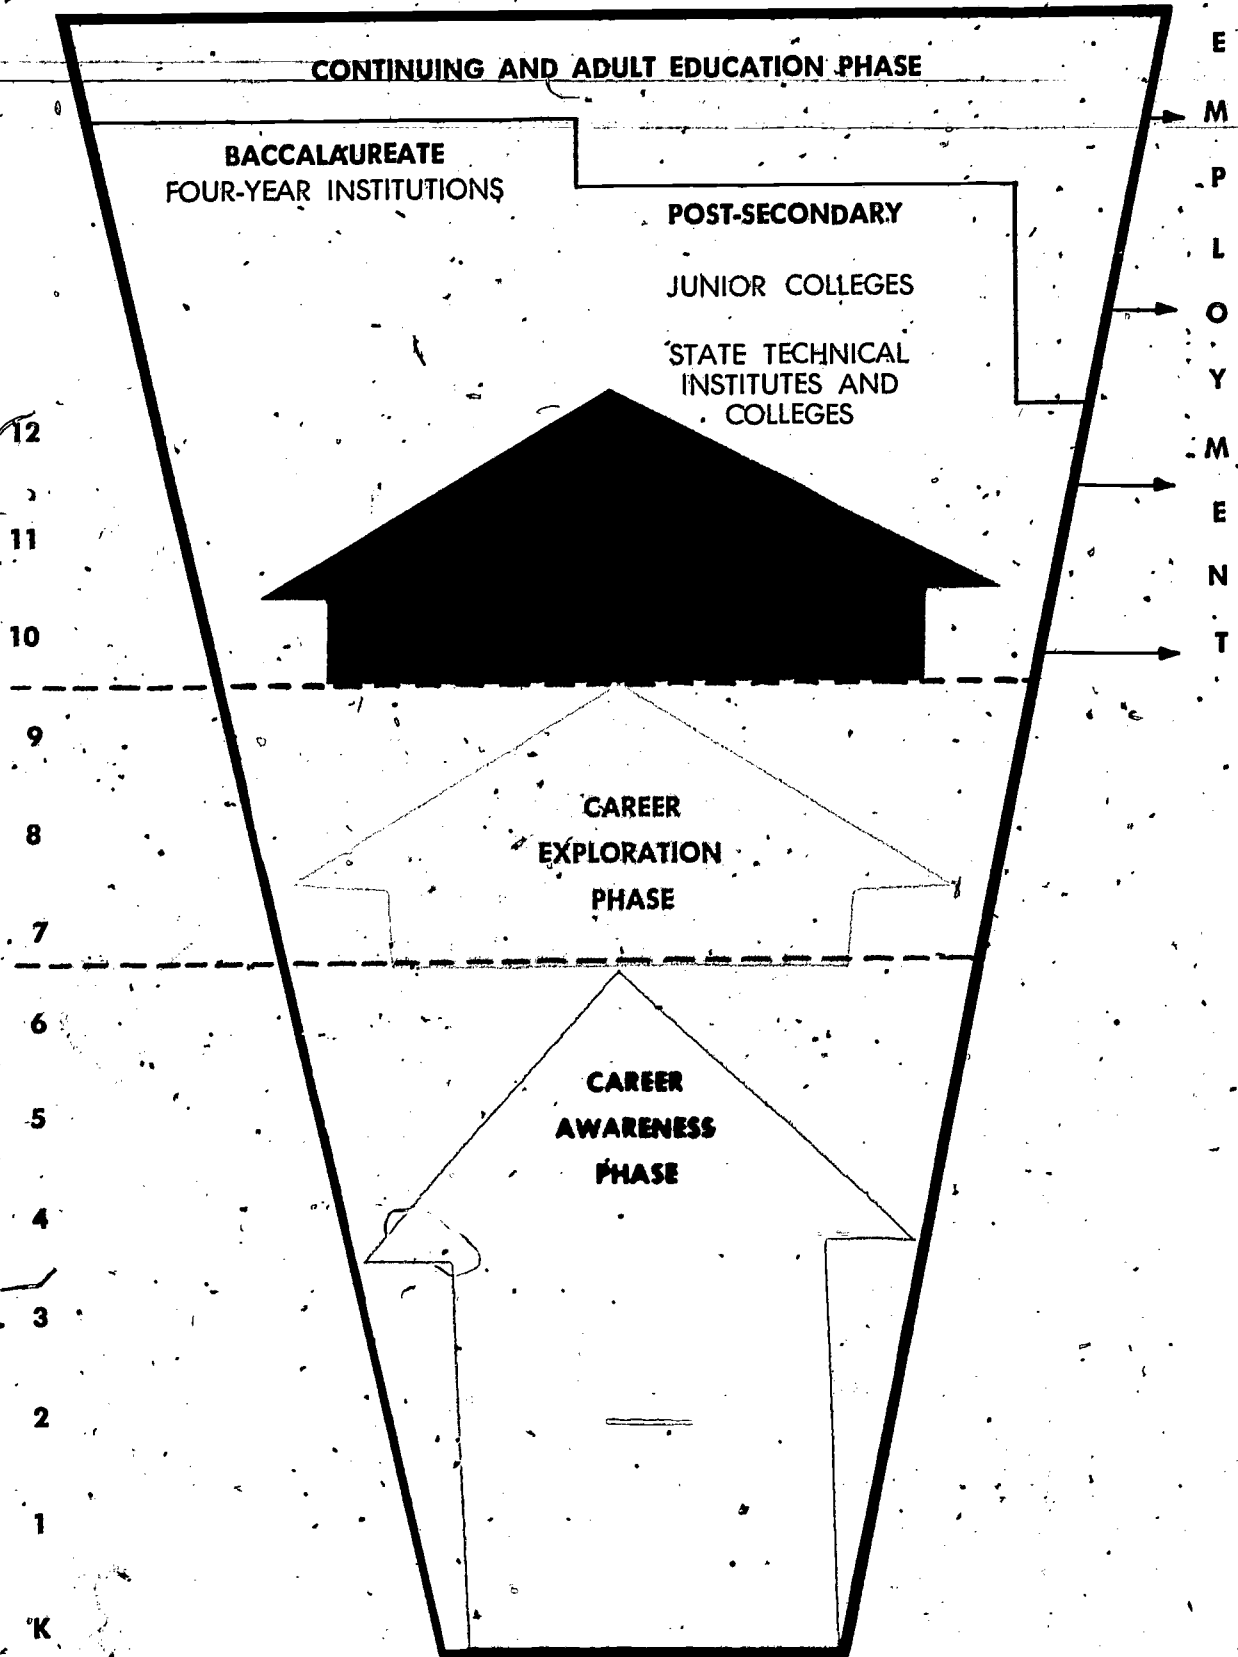 CONTINUING AND ADULT EDUCATION PHASE
BACCALAUREATE
FOUR-YEAR INSTITUTIONS
POST-SECONDARY
JUNIOR COLLEGES
STATE TECHNICAL
INSTITUTES AND
COLLEGES
EMPLOYMENT
12
11
10
9
CAREER
EXPLORATION
PHASE
8
7
6
CAREER
AWARENESS
PHASE
5
4
3
2
1
K